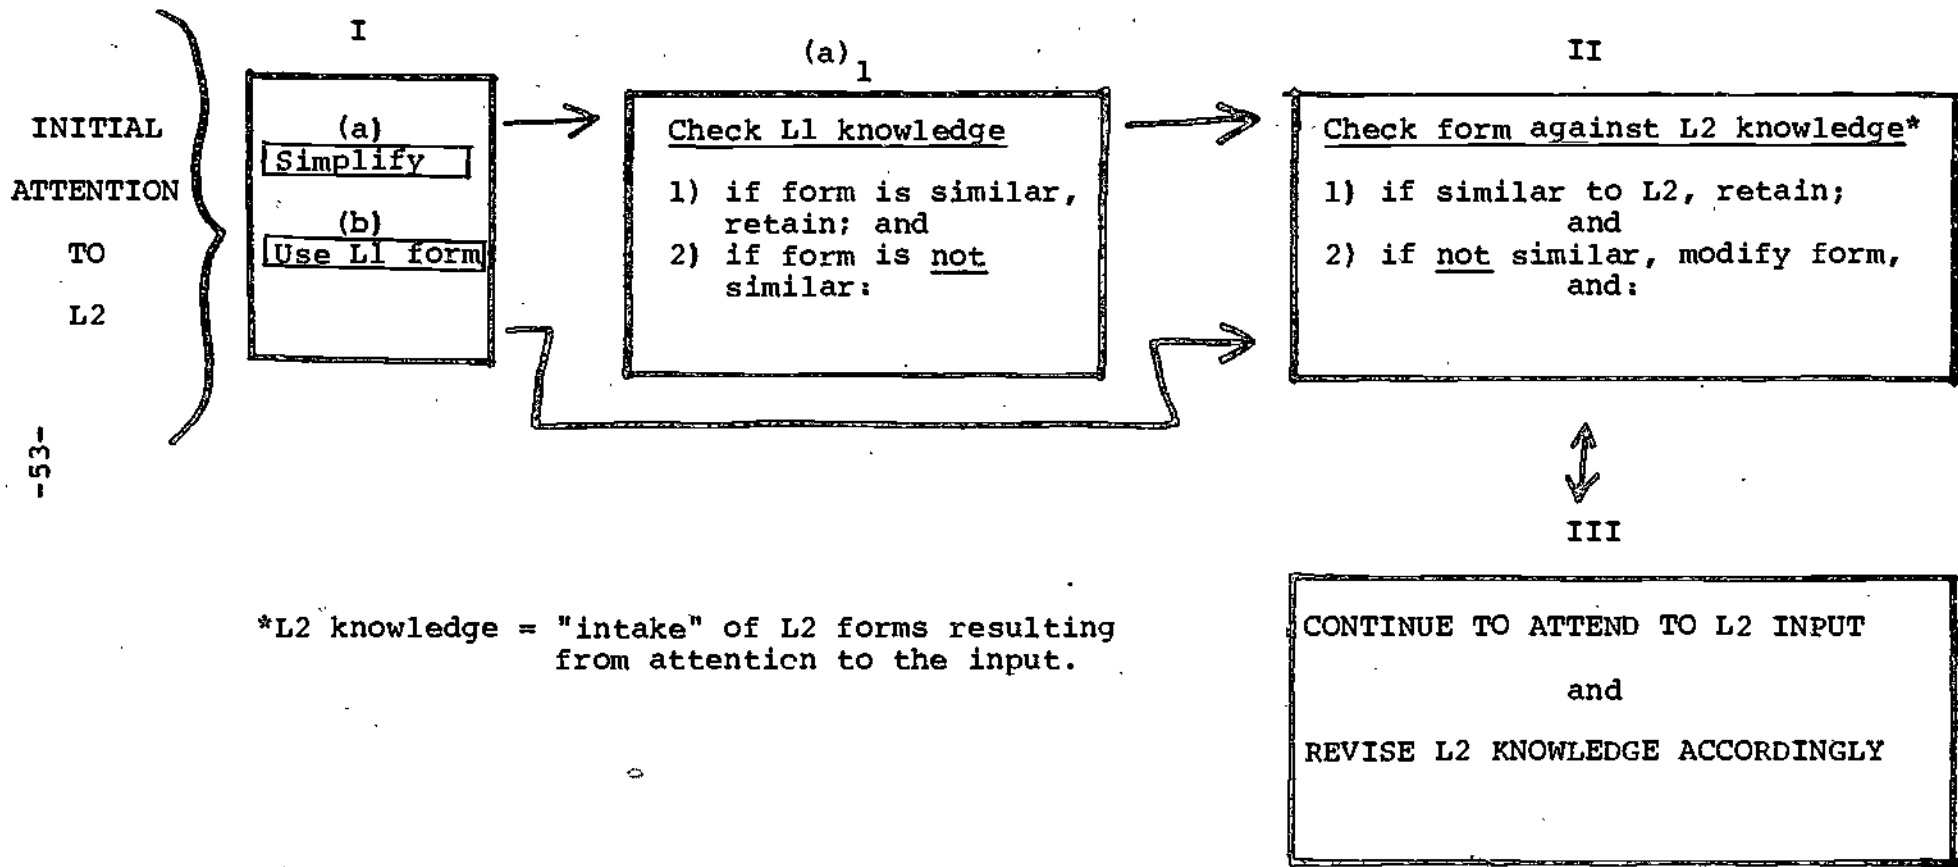 INITIAL
ATTENTION
TO
L2
I
(a)
Simplify
(b)
Use L1 form
(a)1
Check L1 knowledge
1) if form is similar,
retain; and
2) if form is not
similar:
II
Check form against L2 knowledge*
1) if similar to L2, retain;
and
2) if not similar, modify form,
and:
III
CONTINUE TO ATTEND TO L2 INPUT
and
REVISE L2 KNOWLEDGE ACCORDINGLY
*L2 knowledge = "intake" of L2 forms resulting
from attention to the input.
-53-